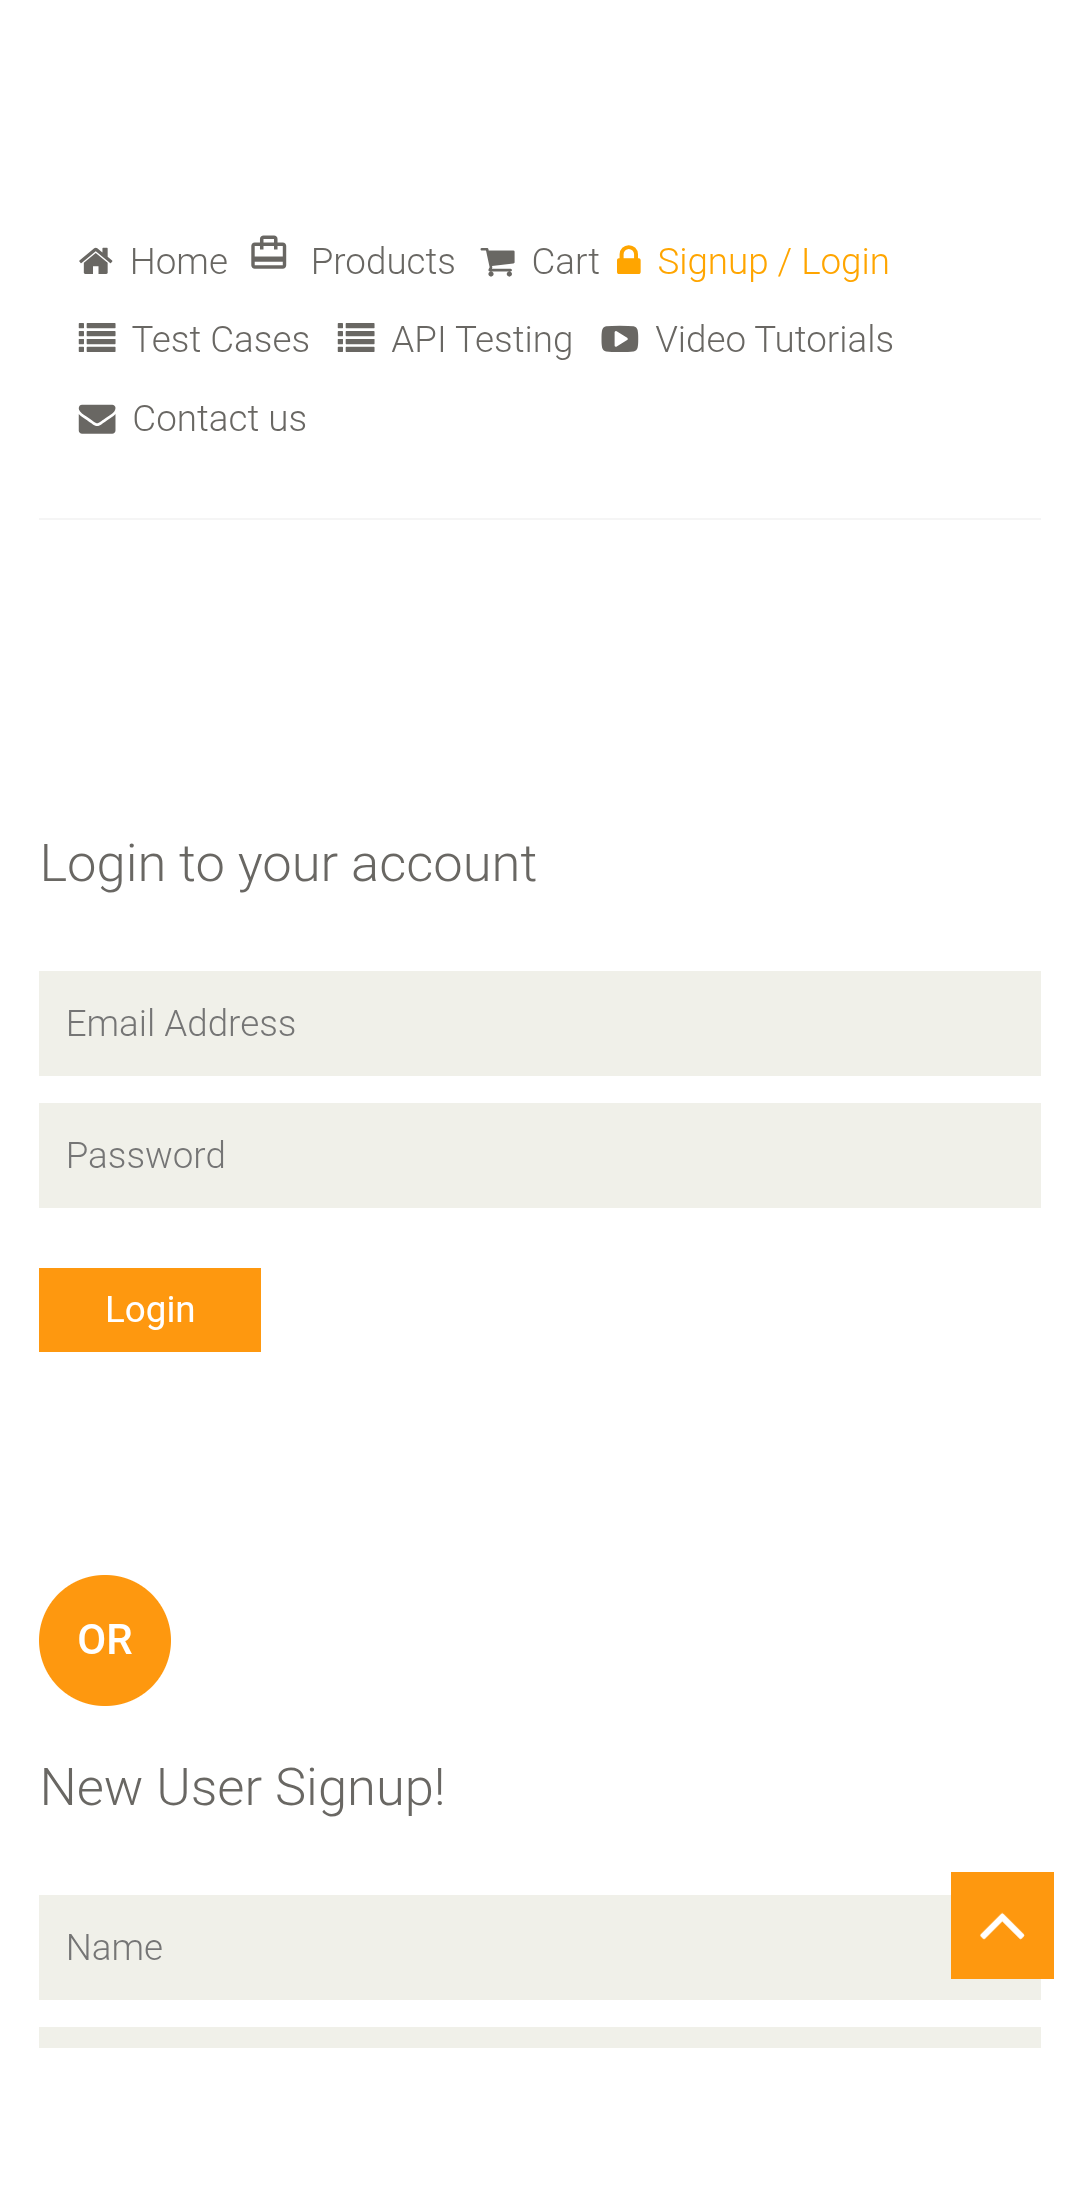 Home Products Cart Signup / Login
Test Cases API Testing Video Tutorials
Contact us
Login to your account
Email Address
Password
Login
OR
New User Signup!
Name